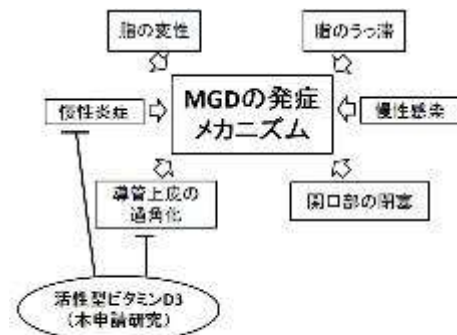 脂の変性
脂のうっ滞
MGDの発症
メカニズム
慢性炎症
慢性感染
導管上皮の
過角化
開口部の閉塞
活性型ビタミンD3
(本申請研究)